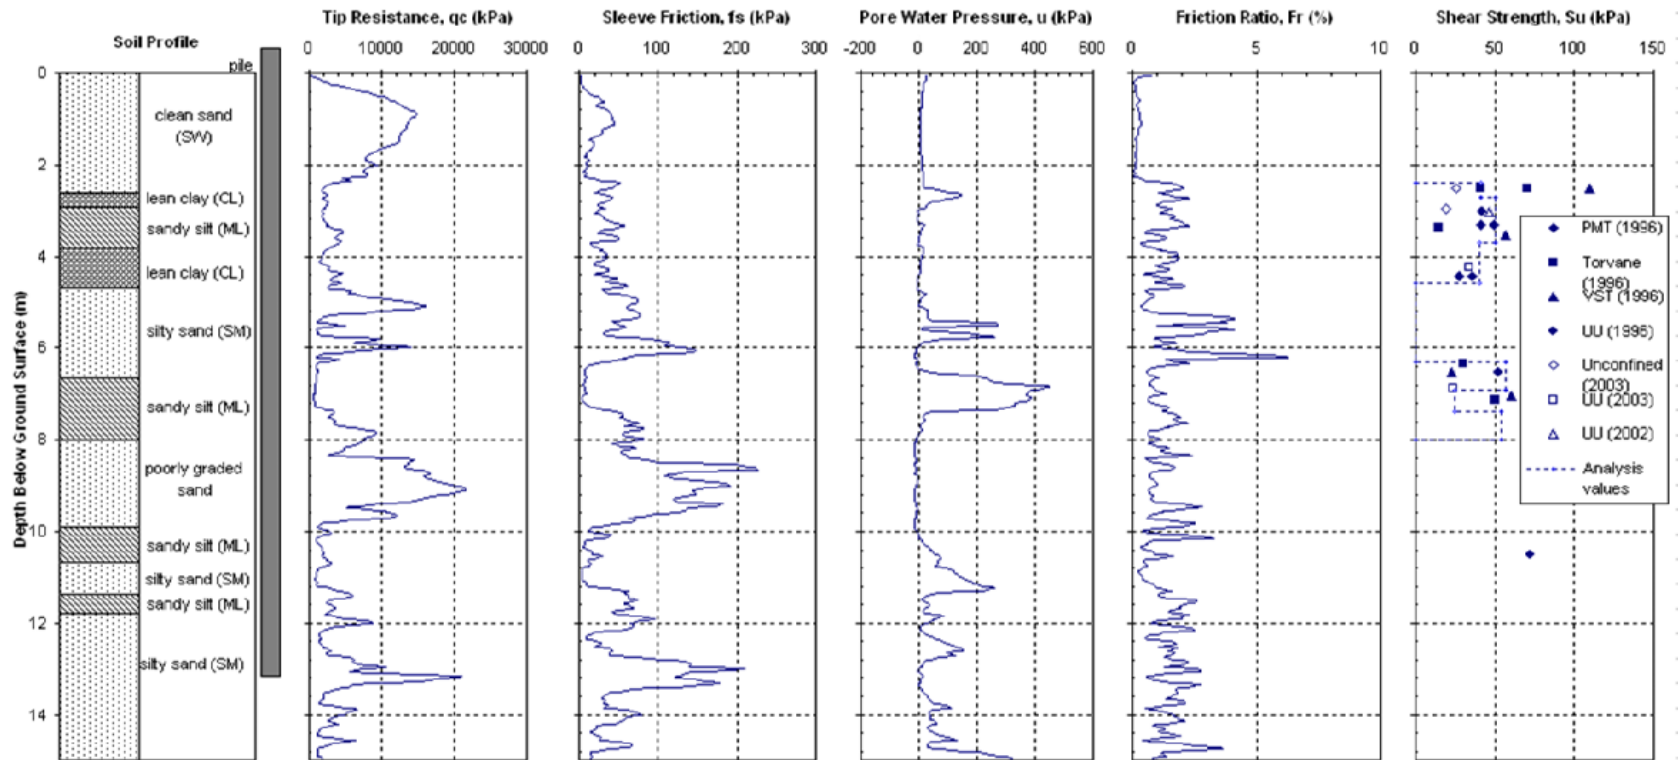 Tip Resistance, qc (kPa)
Sleeve Friction, fs (kPa)
Pore Water Pressure, u (kPa)
Friction Ratio, Fr (%)
Shear Strength, Su (kPa)
Soil Profile
pile
0 10000 20000 30000
0 100 200 300
-200 0 200 400 600
0 5 10
0 50 100 150
Depth Below Ground Surface (m)
0
2
4
6
8
10
12
14
clean sand
(SW)
lean clay (CL)
sandy silt (ML)
lean clay (CL)
silty sand (SM)
sandy silt (ML)
poorly graded
sand
sandy silt (ML)
silty sand (SM)
sandy silt (ML)
silty sand (SM)
PMT (1996)
Torvane
(1996)
VST (1996)
UU (1996)
Unconfined
(2003)
UU (2003)
UU (2002)
Analysis
values